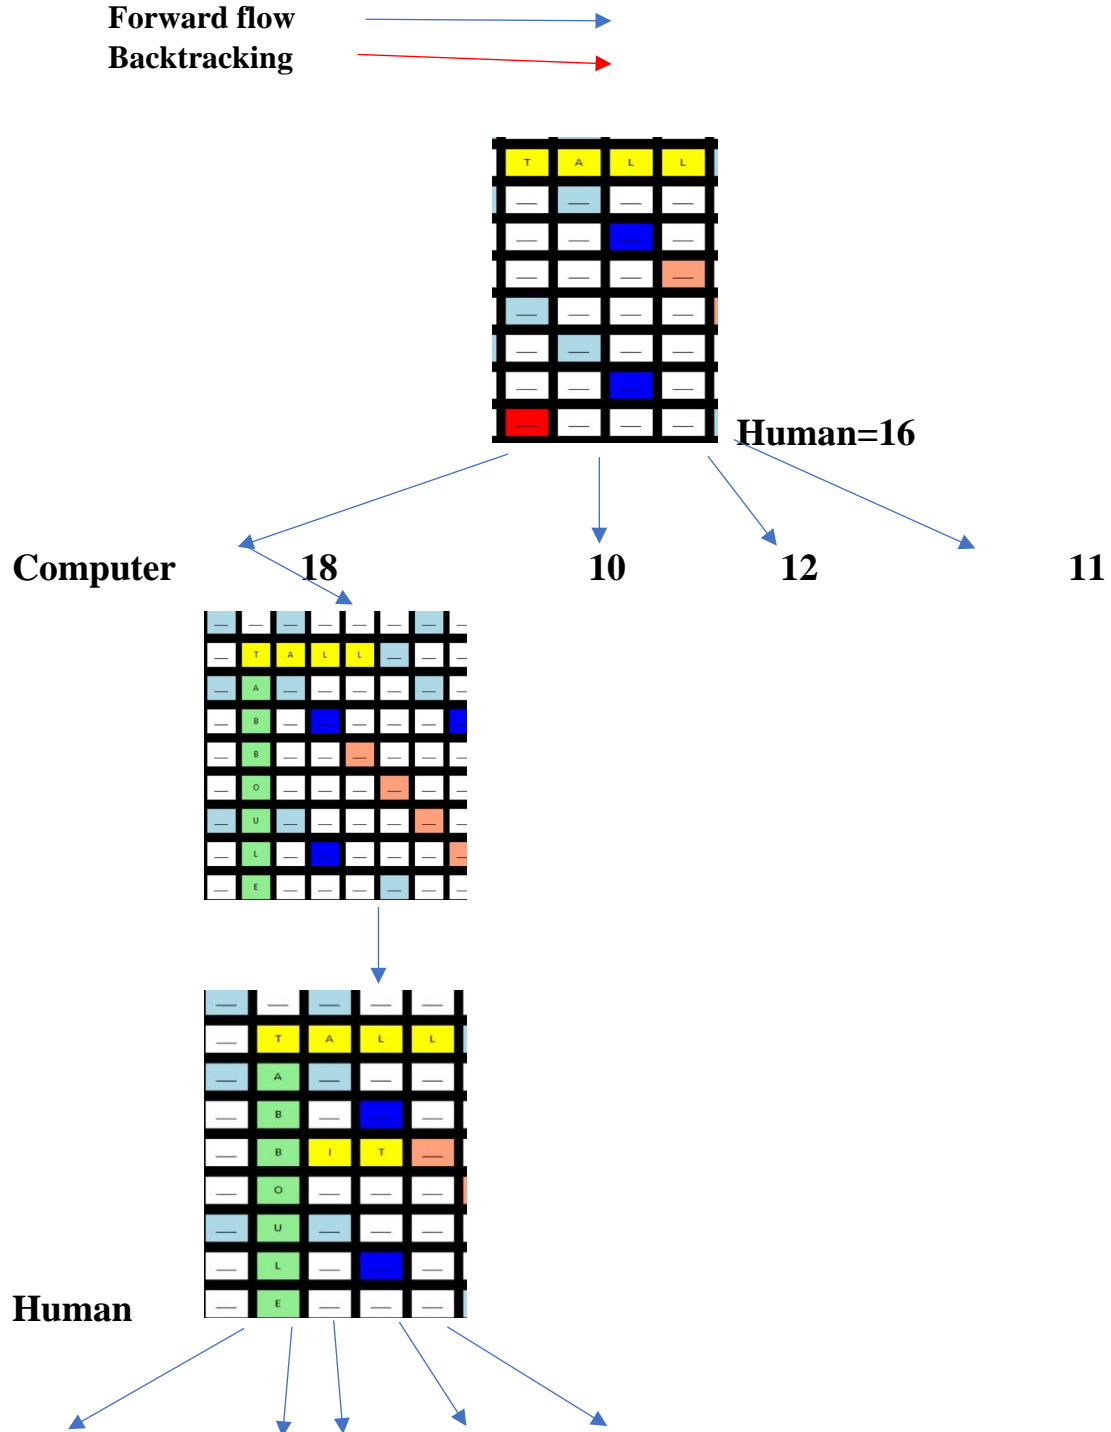 Forward flow
Backtracking
T A L L
Human=16
Computer 18 10 12 11
T A L L
A
B
B
O
U
L
E
T A L L
A
B
B I T
O
U
L
E
Human